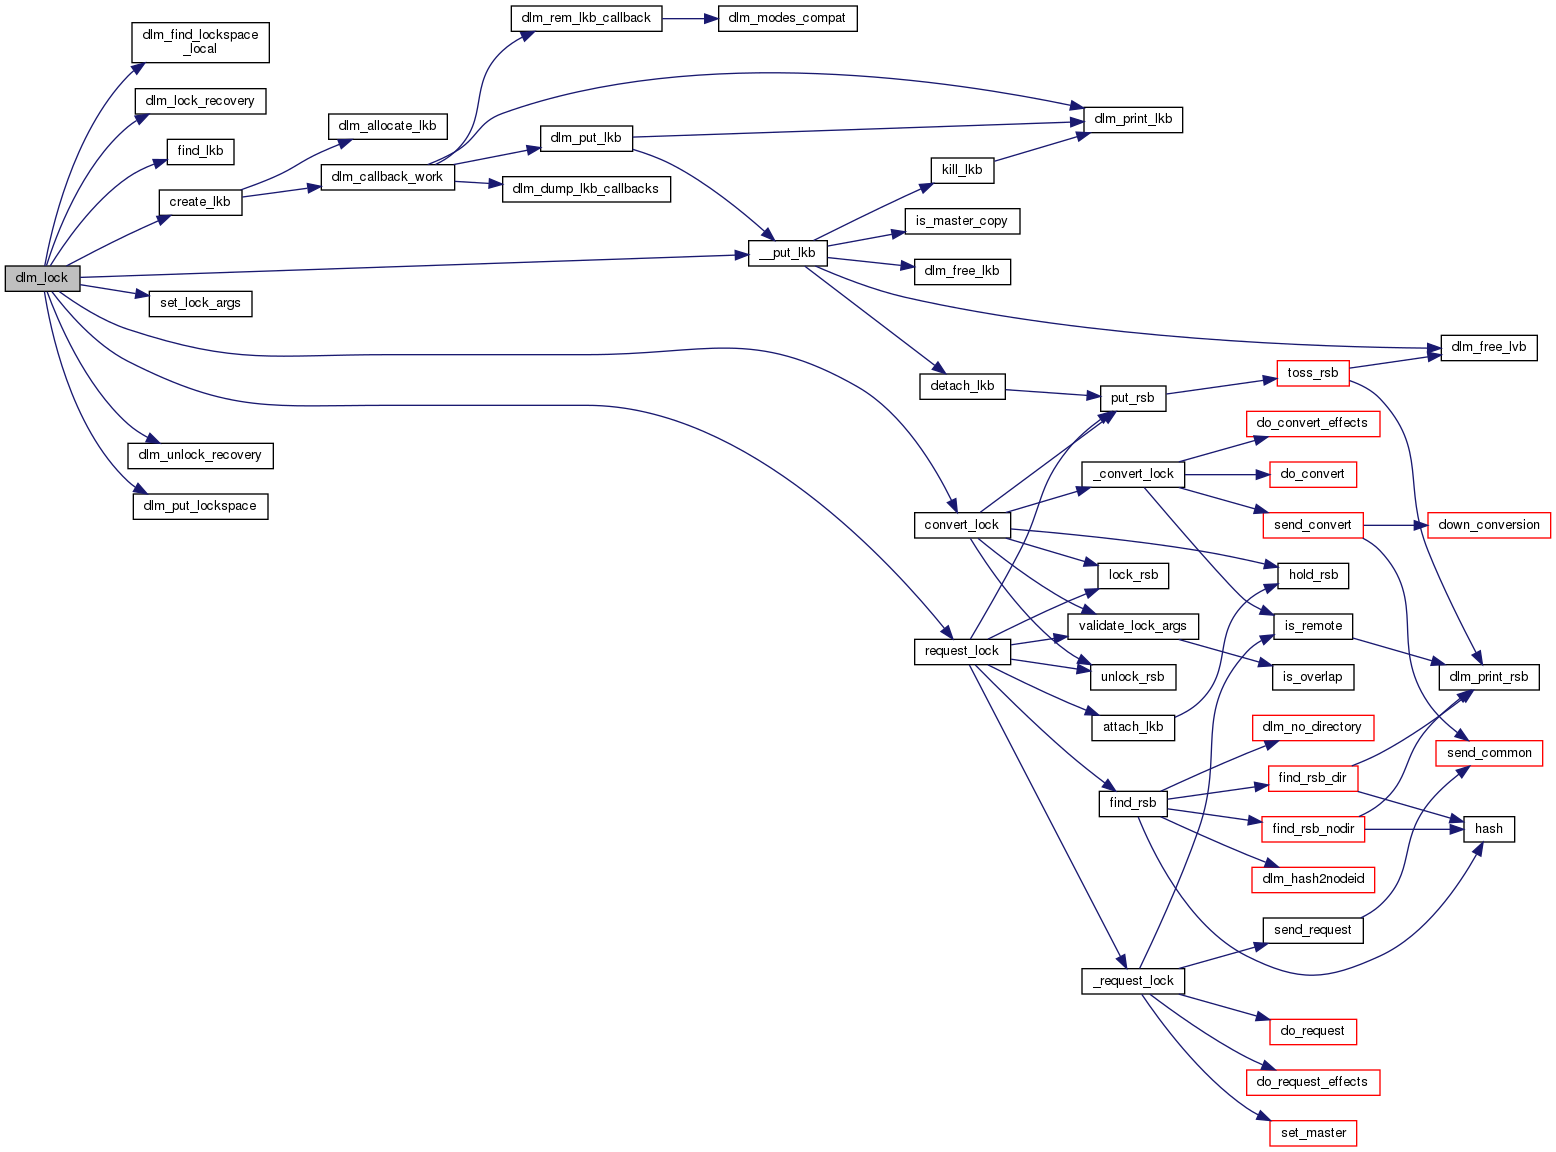 dlm_rem_lkb_callback
dlm_modes_compat
dlm_find_lockspace
_local
dlm_lock_recovery
dlm_allocate_lkb
dlm_print_lkb
find_lkb
dlm_put_lkb
kill_lkb
dlm_callback_work
dlm_dump_lkb_callbacks
create_lkb
is_master_copy
__put_lkb
dlm_lock
dlm_free_lkb
set_lock_args
dlm_free_lvb
toss_rsb
detach_lkb
put_rsb
do_convert_effects
dlm_unlock_recovery
_convert_lock
do_convert
dlm_put_lockspace
convert_lock
send_convert
down_conversion
lock_rsb
hold_rsb
validate_lock_args
is_remote
request_lock
unlock_rsb
is_overlap
dlm_print_rsb
attach_lkb
dlm_no_directory
send_common
find_rsb_dir
find_rsb
find_rsb_nodir
hash
dlm_hash2nodeid
send_request
_request_lock
do_request
do_request_effects
set_master